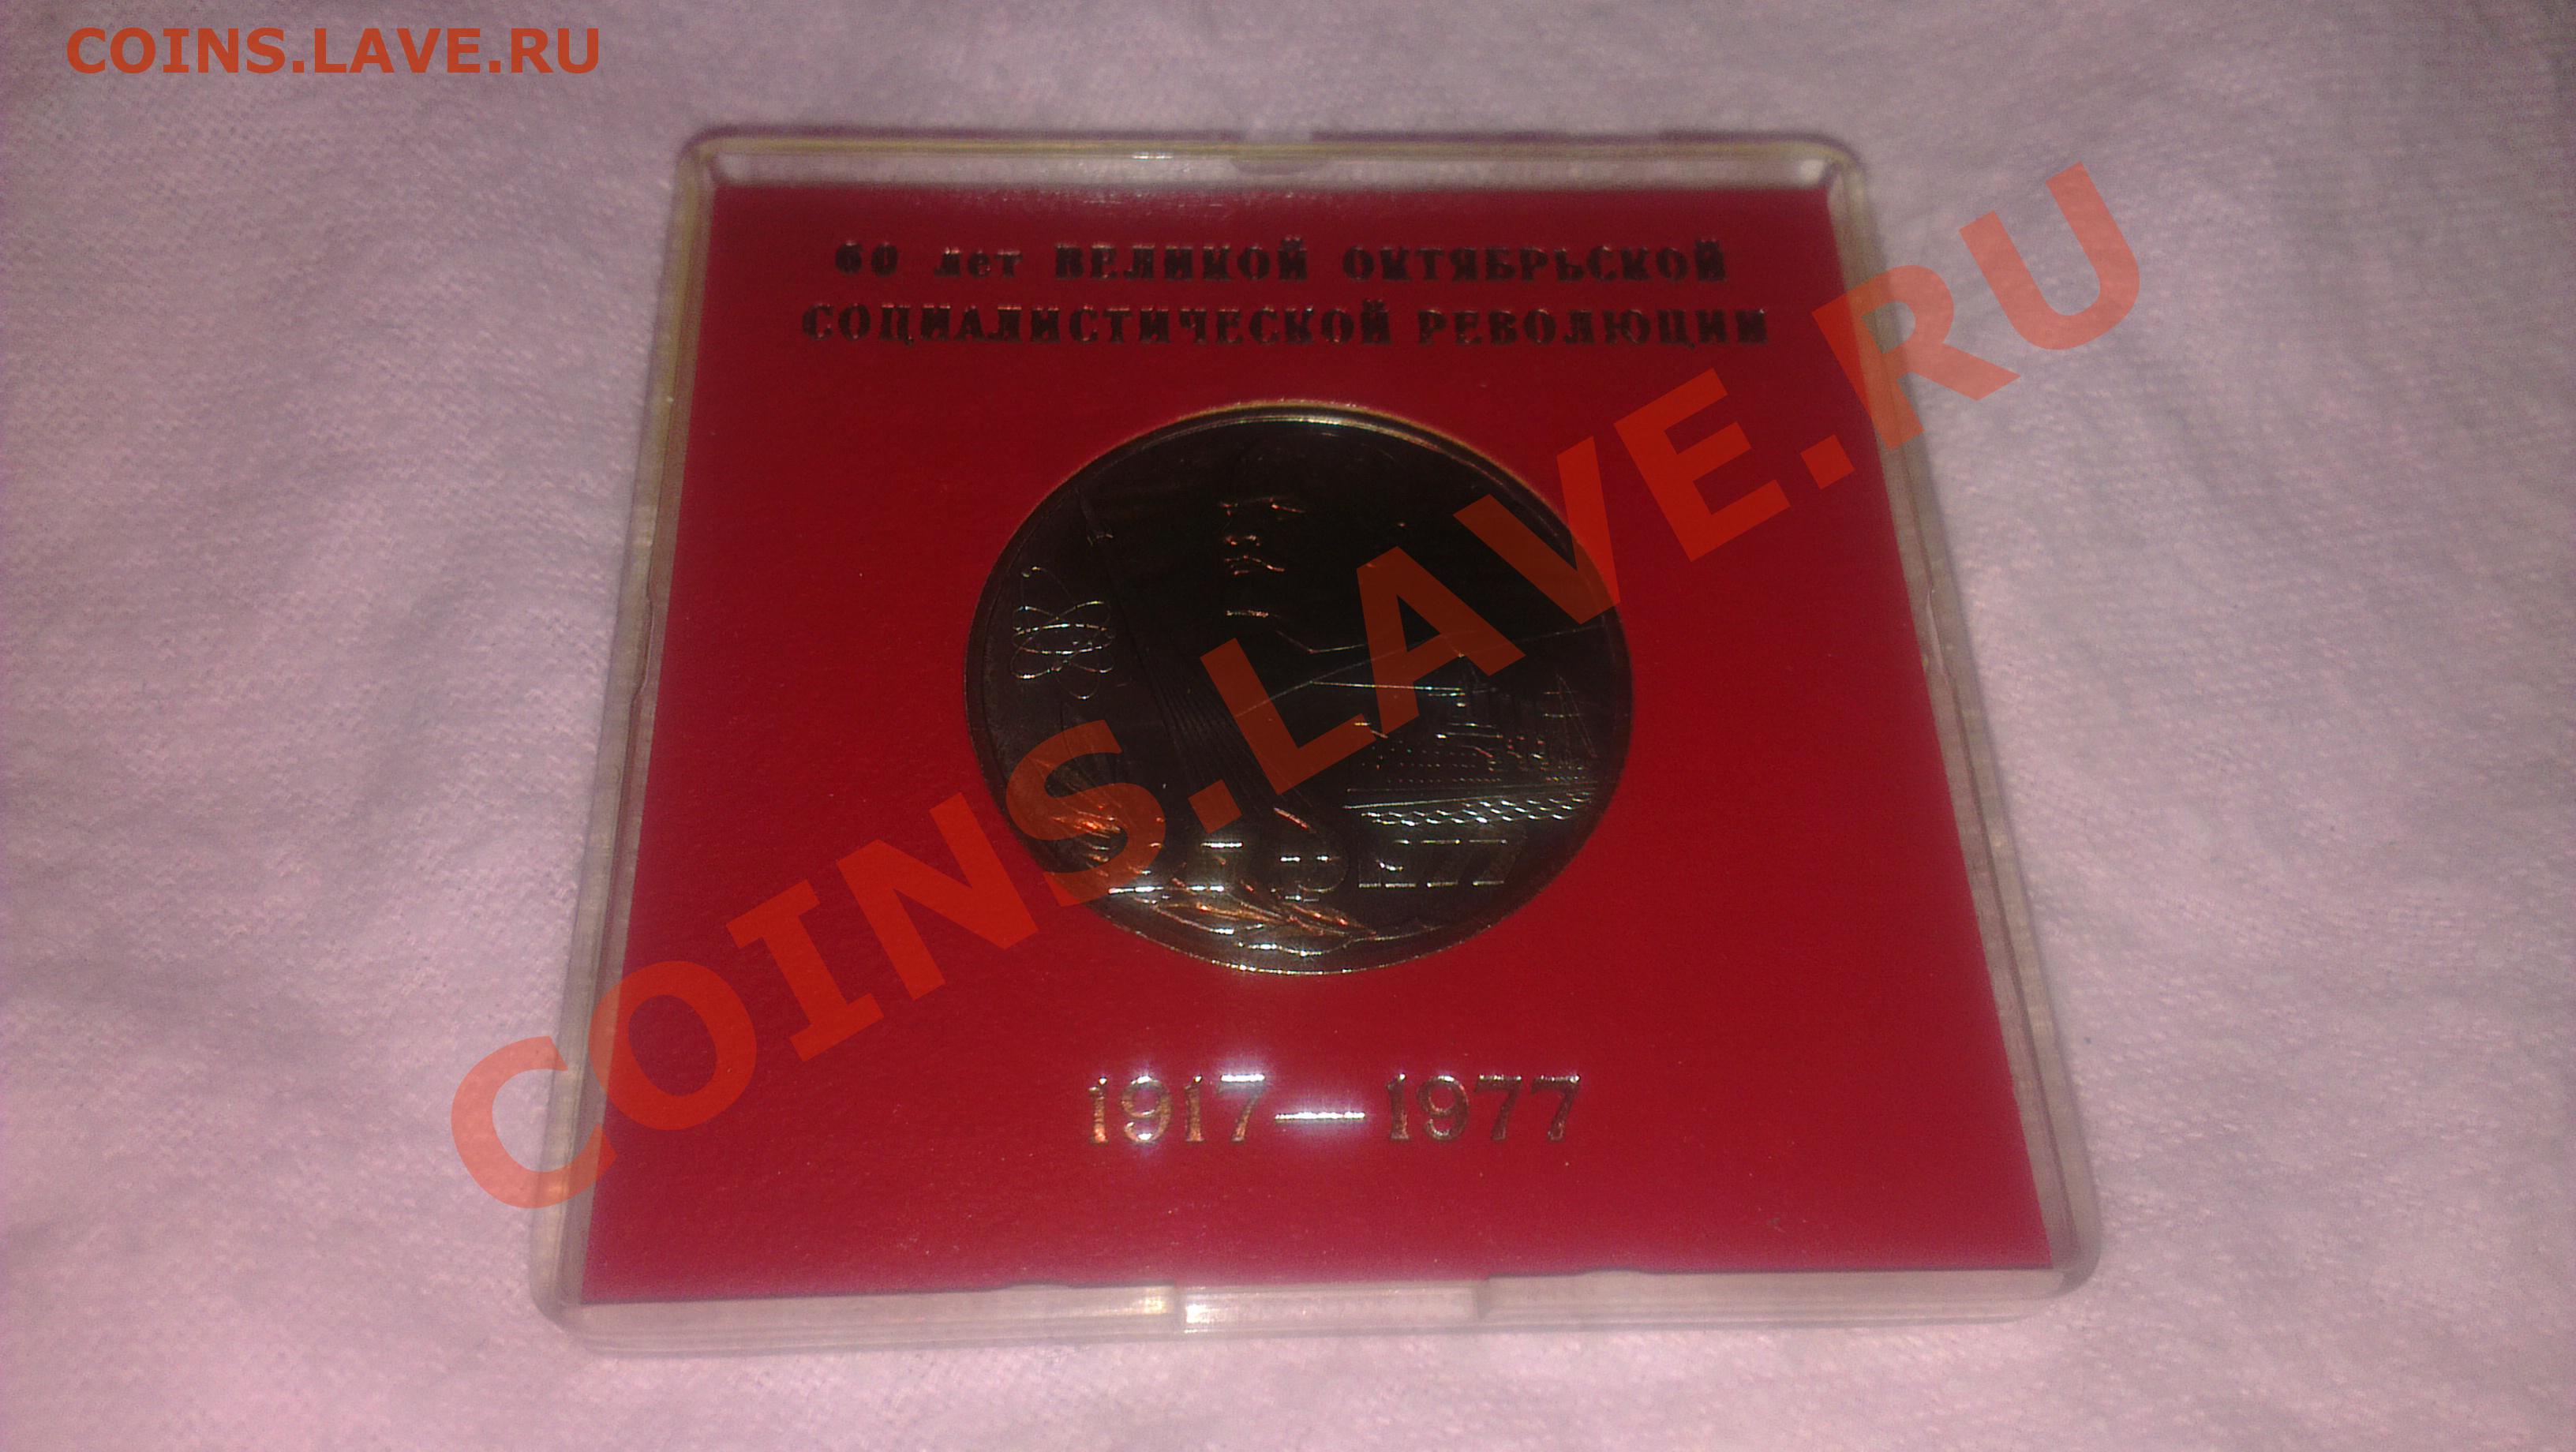 COINS.LAVE.RU
60 лет ВЕЛИКОЙ ОКТЯБРЬСКОЙ
СОЦИАЛИСТИЧЕСКОЙ РЕВОЛЮЦИИ
COINS.LAVE.RU
1917—1977